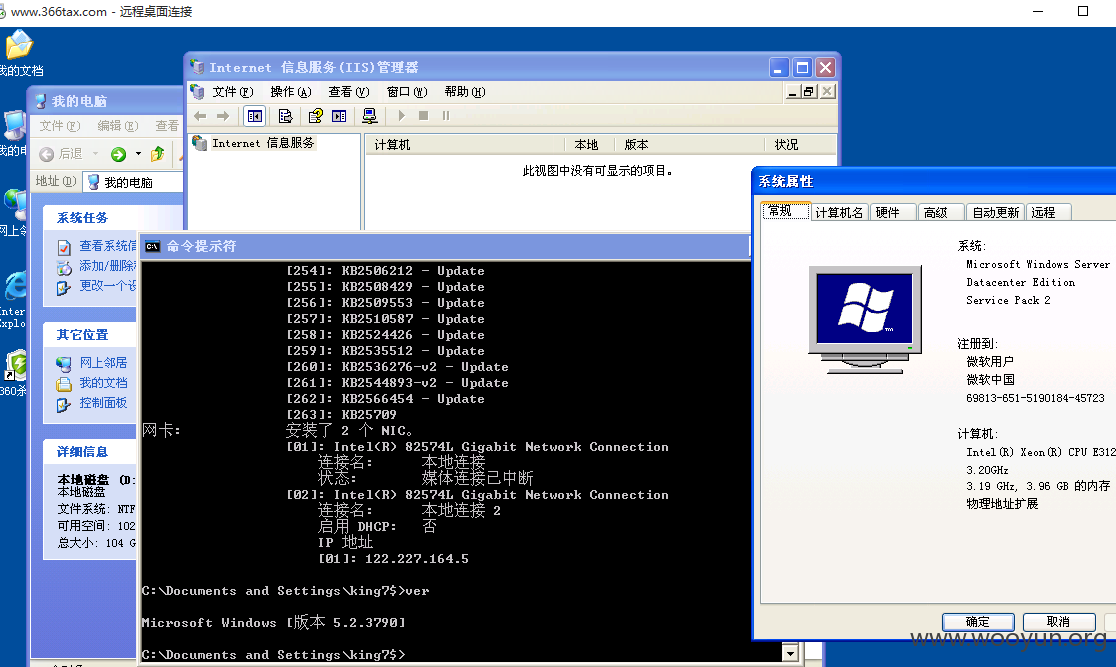 www.366tax.com - 远程桌面连接
我的文档
Internet 信息服务(IIS)管理器
文件(F) 操作(A) 查看(V) 窗口(W) 帮助(H)
Internet 信息服务
计算机 本地 版本 状况
此视图中没有可显示的项目。
我的电脑
文件(F) 编辑(E) 查看
后退
地址(D) 我的电脑
系统任务
查看系统信
添加/删除
更改一个设
其它位置
网上邻居
我的文档
控制面板
详细信息
本地磁盘 (D:
本地磁盘
文件系统: NTF
可用空间: 102
总大小: 104 G
我的电
网上邻
Inter
Explo
360杀
命令提示符
[254]: KB2506212 - Update
[255]: KB2508429 - Update
[256]: KB2509553 - Update
[257]: KB2510587 - Update
[258]: KB2524426 - Update
[259]: KB2535512 - Update
[260]: KB2536276-v2 - Update
[261]: KB2544893-v2 - Update
[262]: KB2566454 - Update
[263]: KB25709
网卡: 安装了 2 个 NIC。
[01]: Intel(R) 82574L Gigabit Network Connection
连接名: 本地连接
状态: 媒体连接已中断
[02]: Intel(R) 82574L Gigabit Network Connection
连接名: 本地连接 2
启用 DHCP: 否
IP 地址
[01]: 122.227.164.5
C:\Documents and Settings\king7$>ver
Microsoft Windows [版本 5.2.3790]
C:\Documents and Settings\king7$>
系统属性
常规 计算机名 硬件 高级 自动更新 远程
系统:
Microsoft Windows Server
Datacenter Edition
Service Pack 2
注册到:
微软用户
微软中国
69813-651-5190184-45723
计算机:
Intel(R) Xeon(R) CPU E312
3.20GHz
3.19 GHz, 3.96 GB 的内存
物理地址扩展
确定 取消
www.wooyun.org